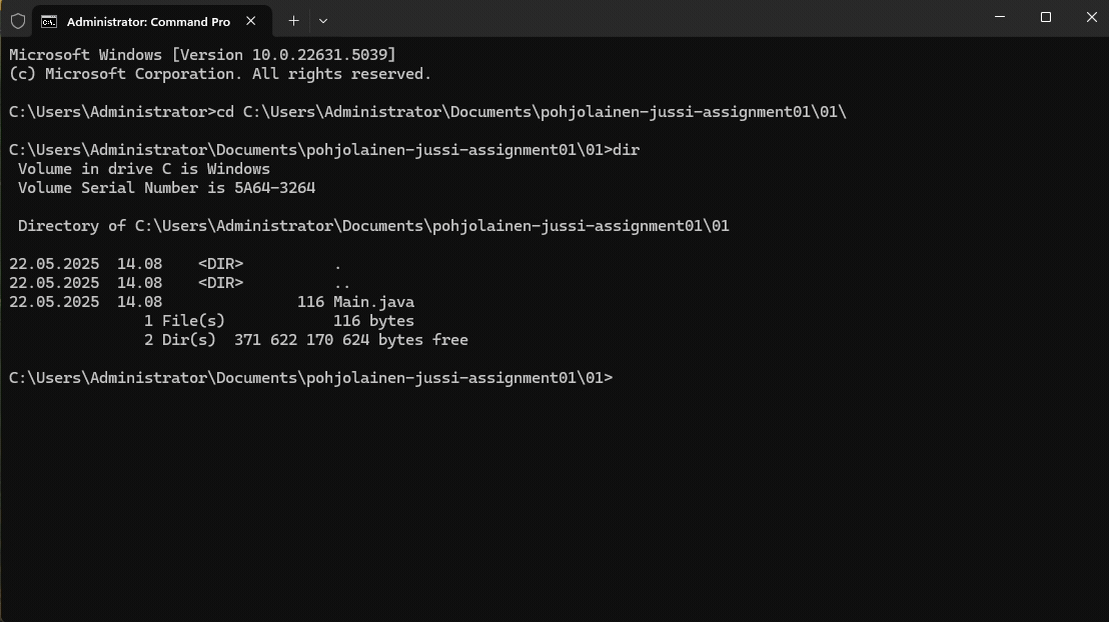 Administrator: Command Pro
Microsoft Windows [Version 10.0.22631.5039]
(c) Microsoft Corporation. All rights reserved.
C:\Users\Administrator>cd C:\Users\Administrator\Documents\pohjolainen-jussi-assignment01\01\
C:\Users\Administrator\Documents\pohjolainen-jussi-assignment01\01>dir
Volume in drive C is Windows
Volume Serial Number is 5A64-3264
Directory of C:\Users\Administrator\Documents\pohjolainen-jussi-assignment01\01
22.05.2025  14.08    <DIR>          .
22.05.2025  14.08    <DIR>          ..
22.05.2025  14.08               116 Main.java
1 File(s)            116 bytes
2 Dir(s)  371 622 170 624 bytes free
C:\Users\Administrator\Documents\pohjolainen-jussi-assignment01\01>